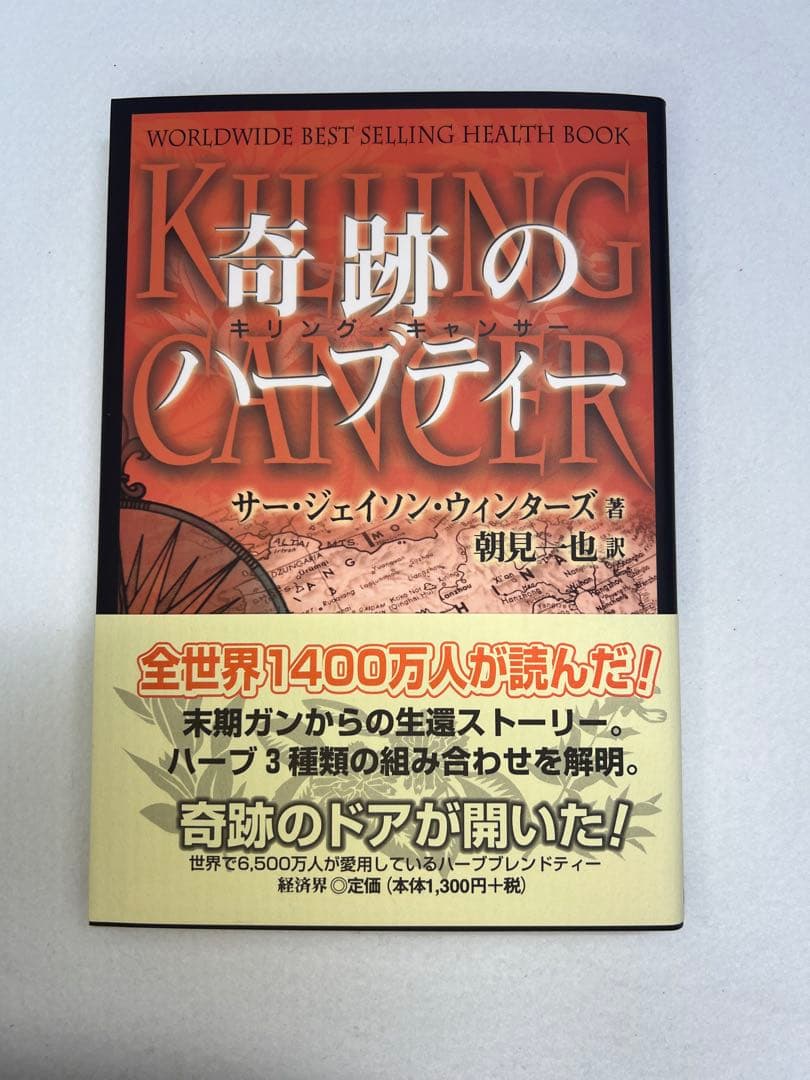 WORLDWIDE BEST SELLING HEALTH BOOK
KILLING
奇跡の
キリング・キャンサー
CANCER
ハーブティー
サー・ジェイソン・ウィンターズ 著
朝見一也 訳
ALTAI
MTS
DZUNGARIA
Urumqi
全世界1400万人が読んだ!
末期ガンからの生還ストーリー。
ハーブ3種類の組み合わせを解明。
奇跡のドアが開いた!
世界で6,500万人が愛用しているハーブブレンドティー
経済界◎定価(本体1,300円+税)